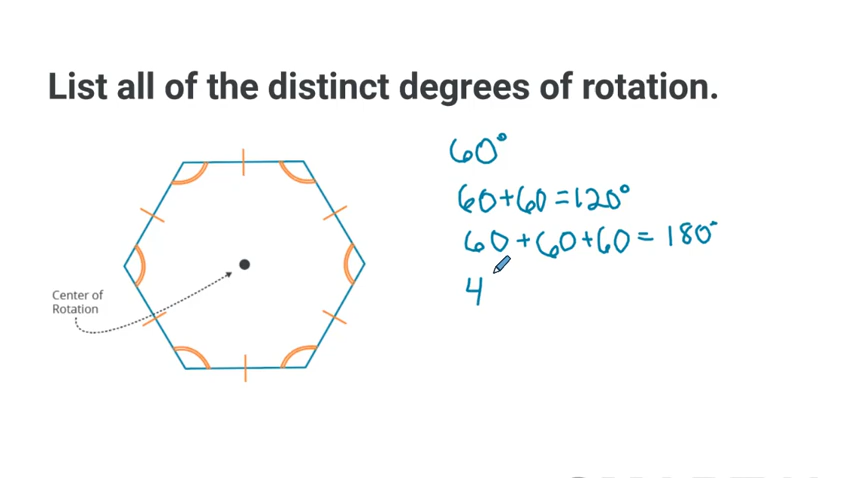 List all of the distinct degrees of rotation.
60°
60+60=120°
60+60+60=180°
4
Center of
Rotation